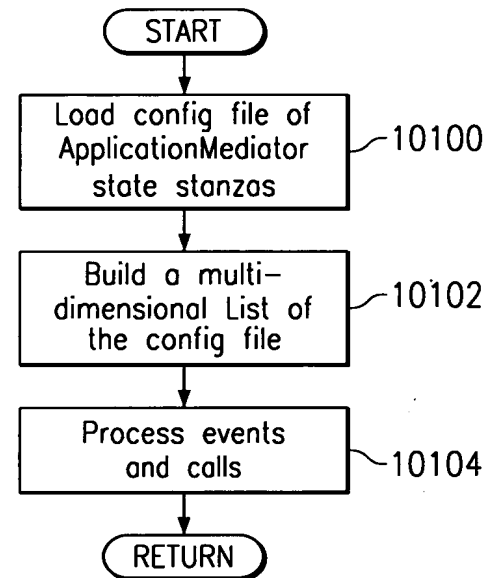 START
Load config file of
ApplicationMediator
state stanzas
10100
Build a multi-
dimensional List of
the config file
10102
Process events
and calls
10104
RETURN